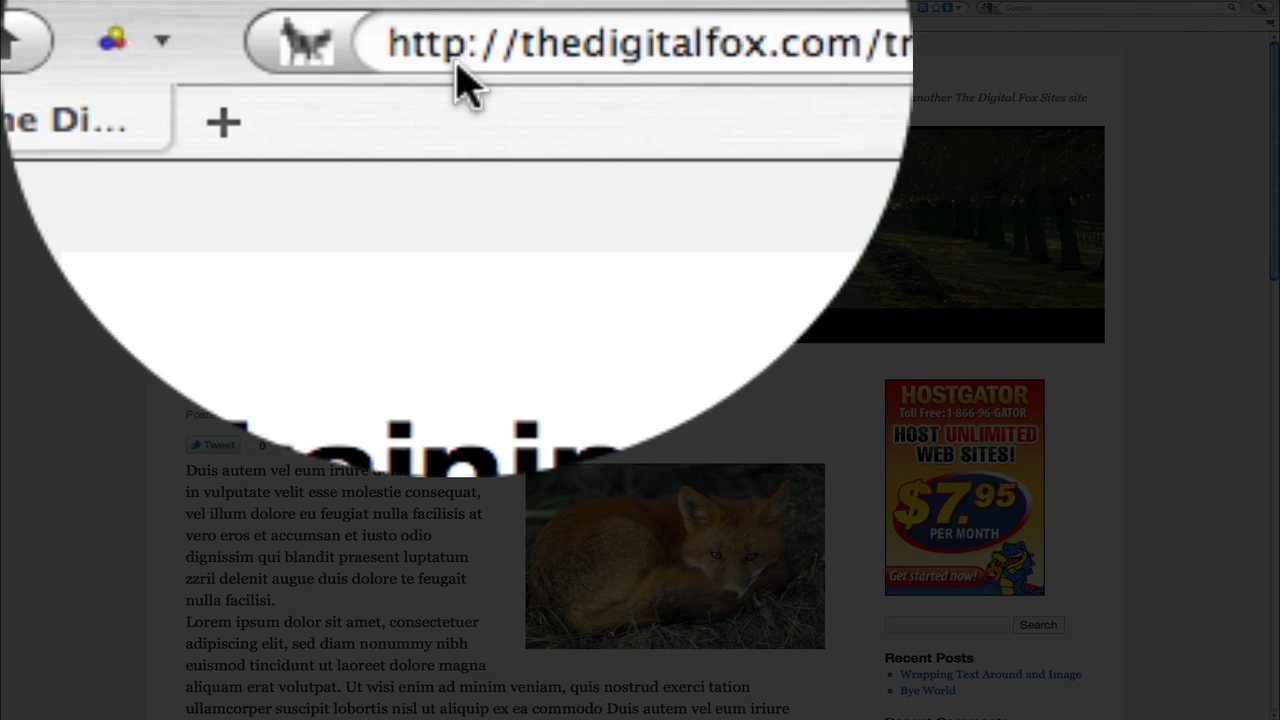 http://thedigitalfox.com/tr
Google
ne Di...
another The Digital Fox Sites site
HOSTGATOR
Toll Free: 1-866-96-GATOR
HOST UNLIMITED
WEB SITES!
$7.95
PER MONTH
Get started now!
Tweet
0
Duis autem vel eum iriure
in vulputate velit esse molestie consequat,
vel illum dolore eu feugiat nulla facilisis at
vero eros et accumsan et iusto odio
dignissim qui blandit praesent luptatum
zzril delenit augue duis dolore te feugait
nulla facilisi.
Lorem ipsum dolor sit amet, consectetuer
adipiscing elit, sed diam nonummy nibh
euismod tincidunt ut laoreet dolore magna
aliquam erat volutpat. Ut wisi enim ad minim veniam, quis nostrud exerci tation
ullamcorper suscipit lobortis nisl ut aliquip ex ea commodo Duis autem vel eum iriure
Search
Recent Posts
Wrapping Text Around and Image
Bye World